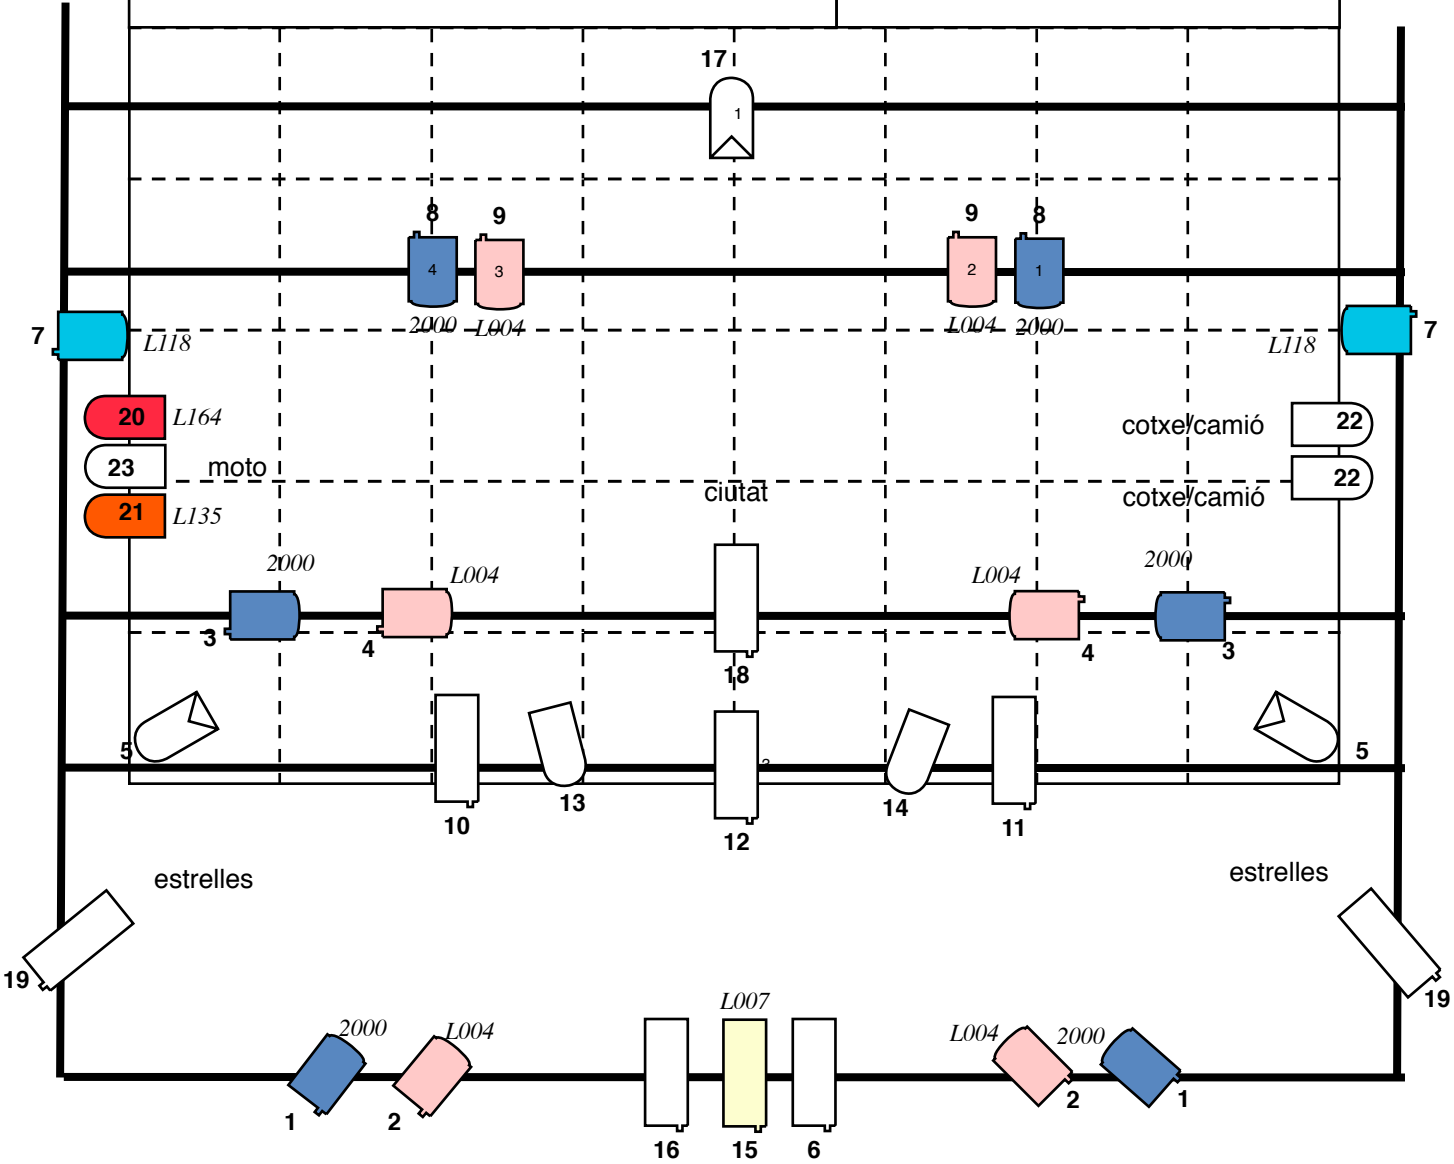 17
1
8 9 9 8
4 3 2 1
2000 L004 L004 2000
7 L118 L118 7
20 L164
cotxe/camió 22
23 moto
22
ciutat
cotxe/camió
21 L135
2000 L004 L004 2000
3 4 4 3
18
5 5
2
13 14
10 12 11
estrelles estrelles
19 19
L007
2000 L004 L004 2000
1 2 2 1
16 15 6